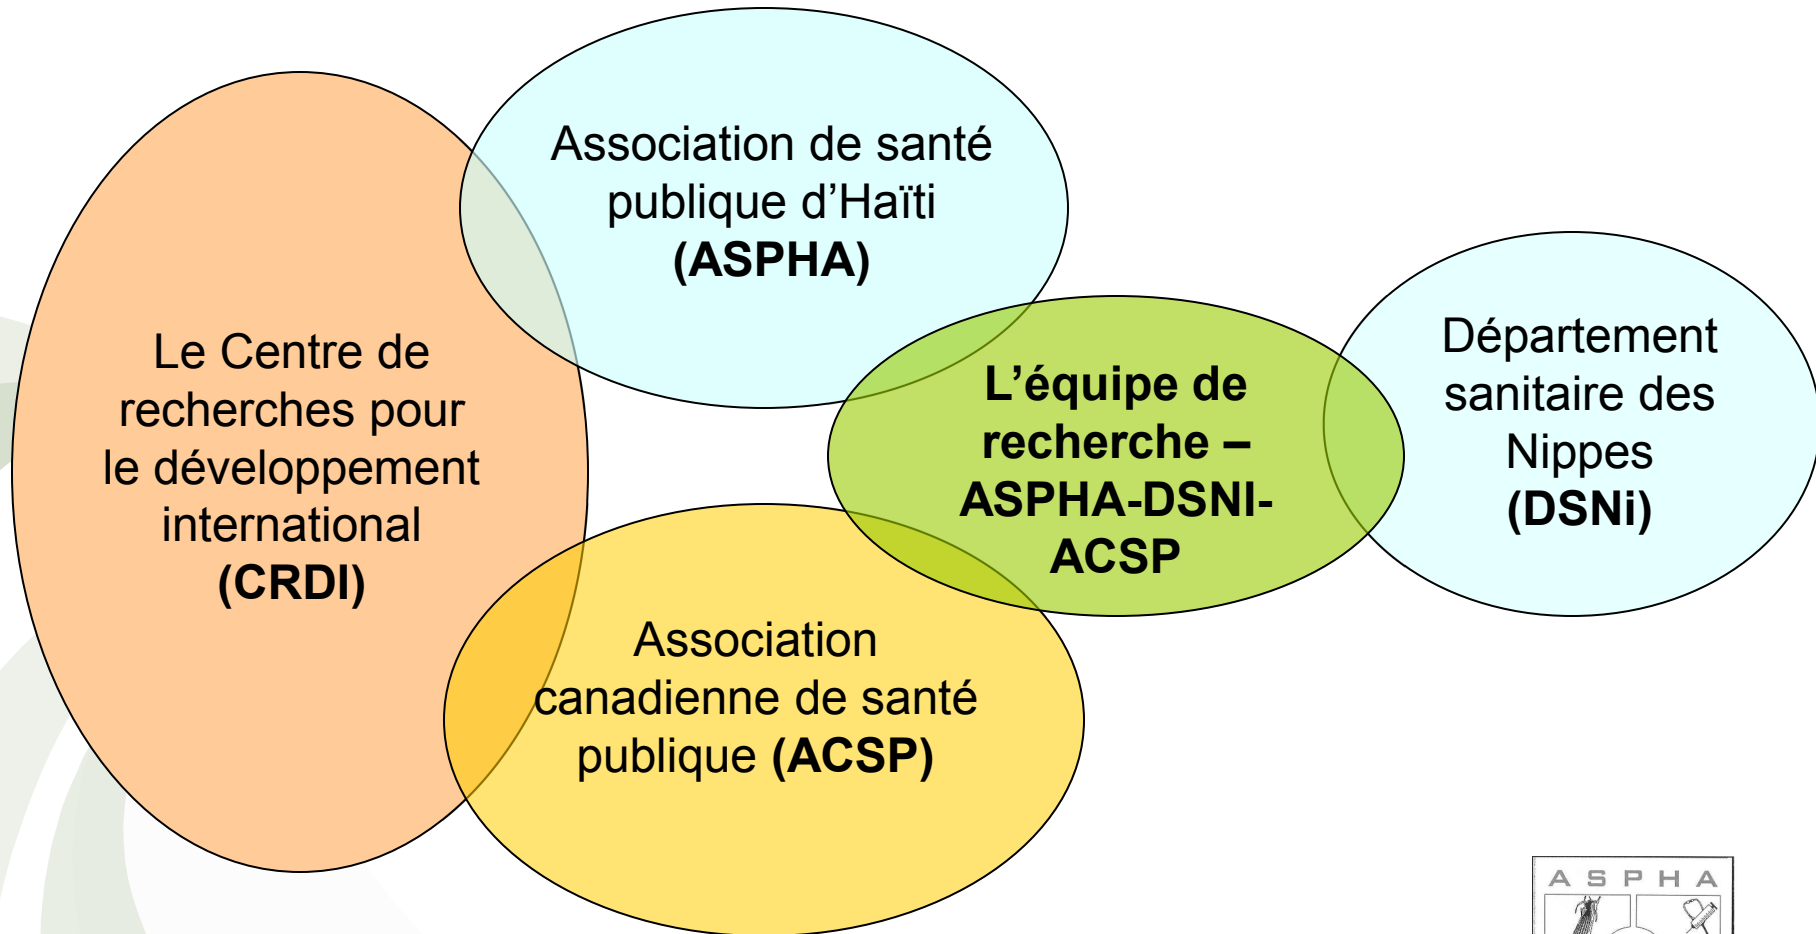 Association de santé
publique d’Haïti
(ASPHA)
Le Centre de
recherches pour
le développement
international
(CRDI)
L’équipe de
recherche –
ASPHA-DSNI-
ACSP
Département
sanitaire des
Nippes
(DSNi)
Association
canadienne de santé
publique (ACSP)
ASPHA